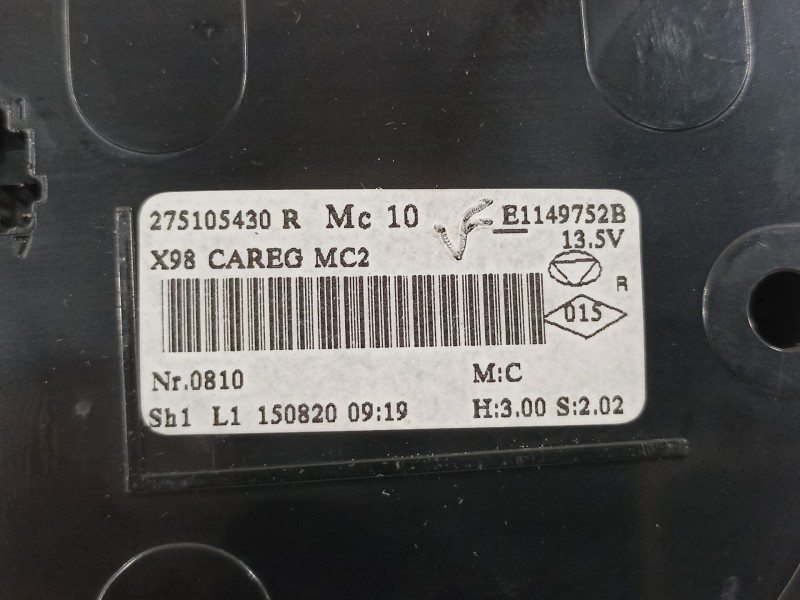 275105430 R Mc 10 VF E1149752B
X98 CAREG MC2 13.5V
R
015
Nr.0810 M:C
Sh1 L1 150820 09:19 H:3.00 S:2.02